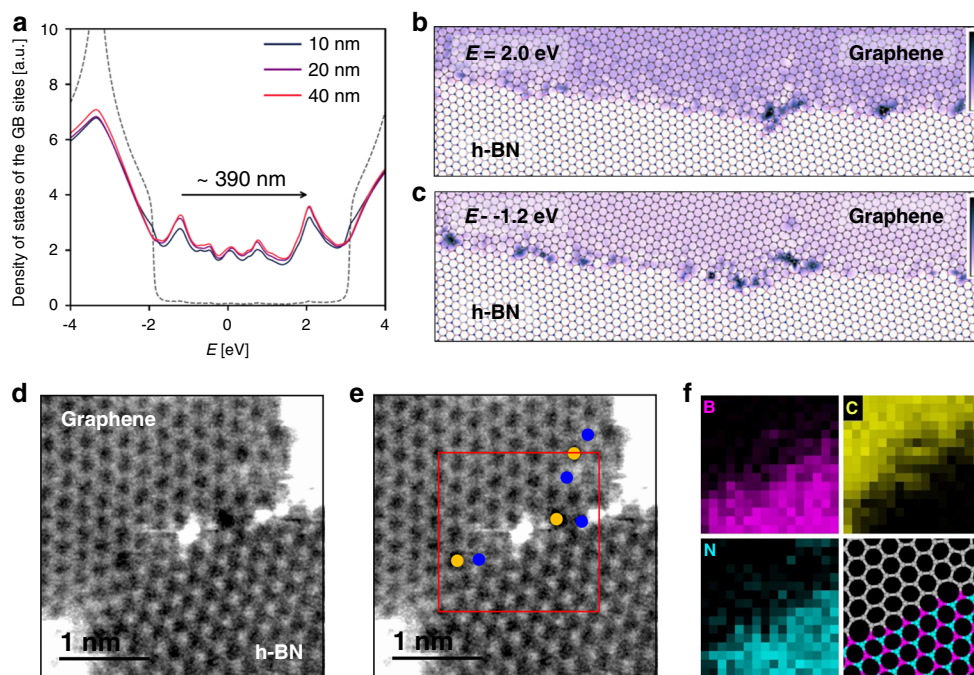 a
Density of states of the GB sites [a.u.]
10
8
6
4
2
0
10 nm
20 nm
40 nm
~ 390 nm
-4
-2
0
2
4
E [eV]
b
E = 2.0 eV
Graphene
h-BN
c
E- -1.2 eV
Graphene
h-BN
d
Graphene
1 nm
h-BN
e
1 nm
f
B
C
N